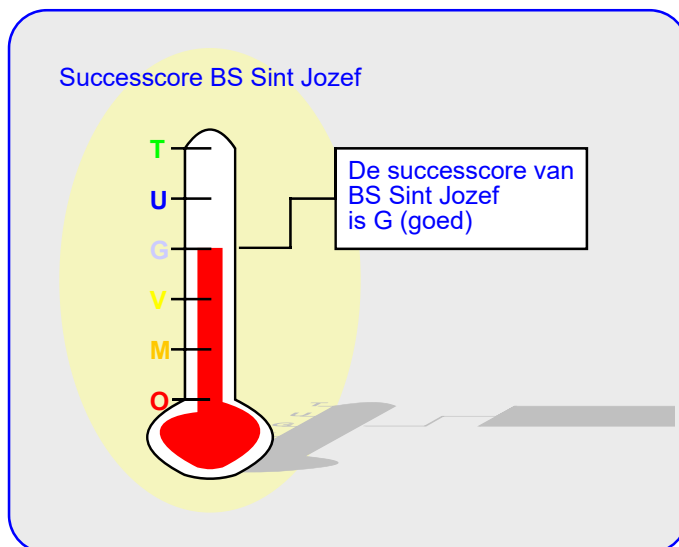 Successcore BS Sint Jozef
T
U
G
V
M
O
De successcore van
BS Sint Jozef
is G (goed)